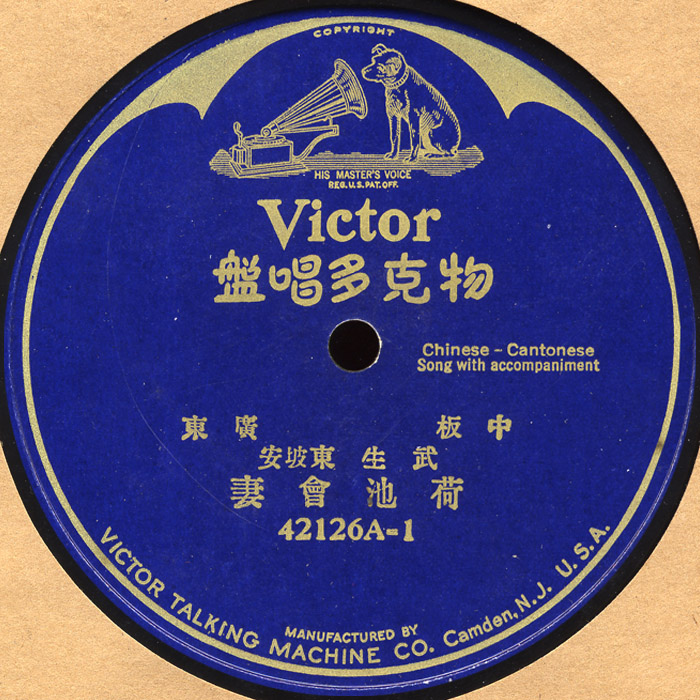 COPYRIGHT
HIS MASTER'S VOICE
REG. U.S. PAT. OFF.
Victor
物克多唱盤
Chinese - Cantonese
Song with accompaniment
中板 廣東
武生 東坡安
荷池會妻
42126A-1
MANUFACTURED BY
VICTOR TALKING MACHINE CO. Camden, N.J. U.S.A.